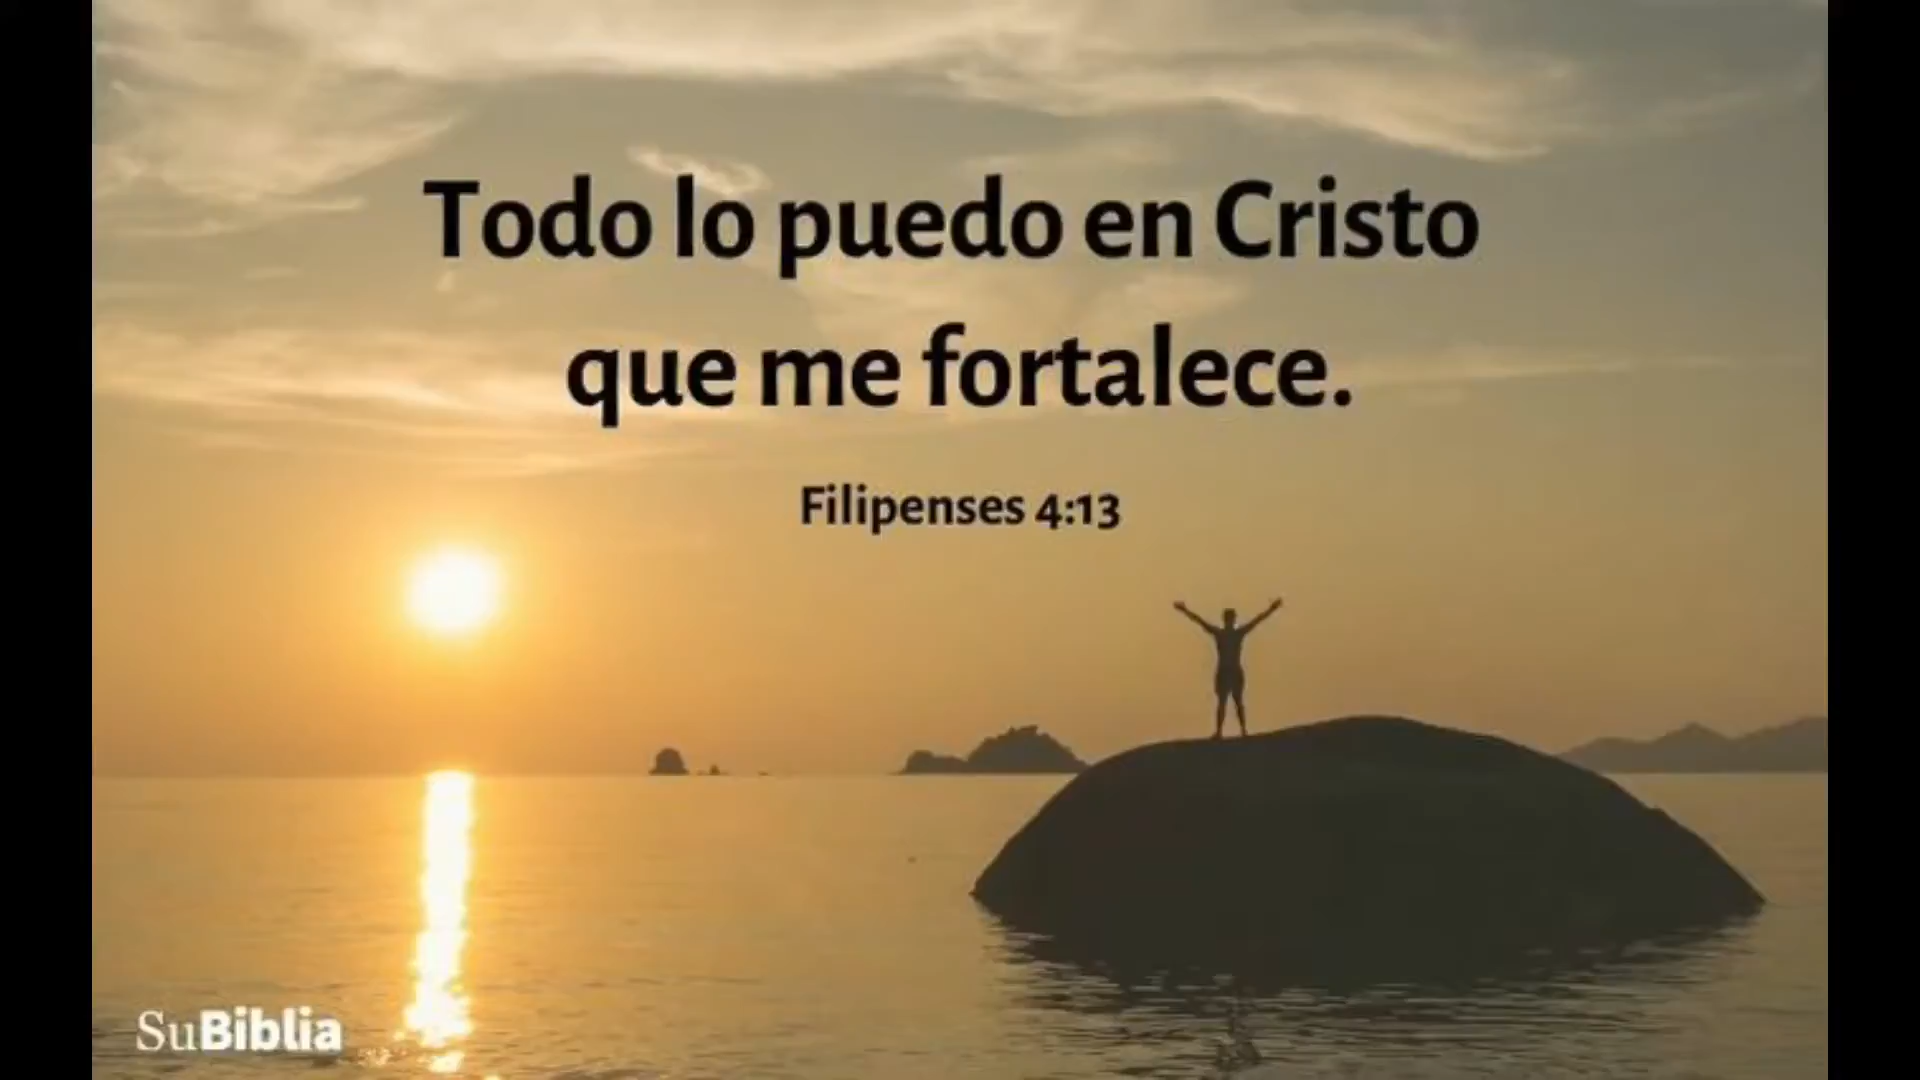 Todo lo puedo en Cristo
que me fortalece.
Filipenses 4:13
SuBiblia